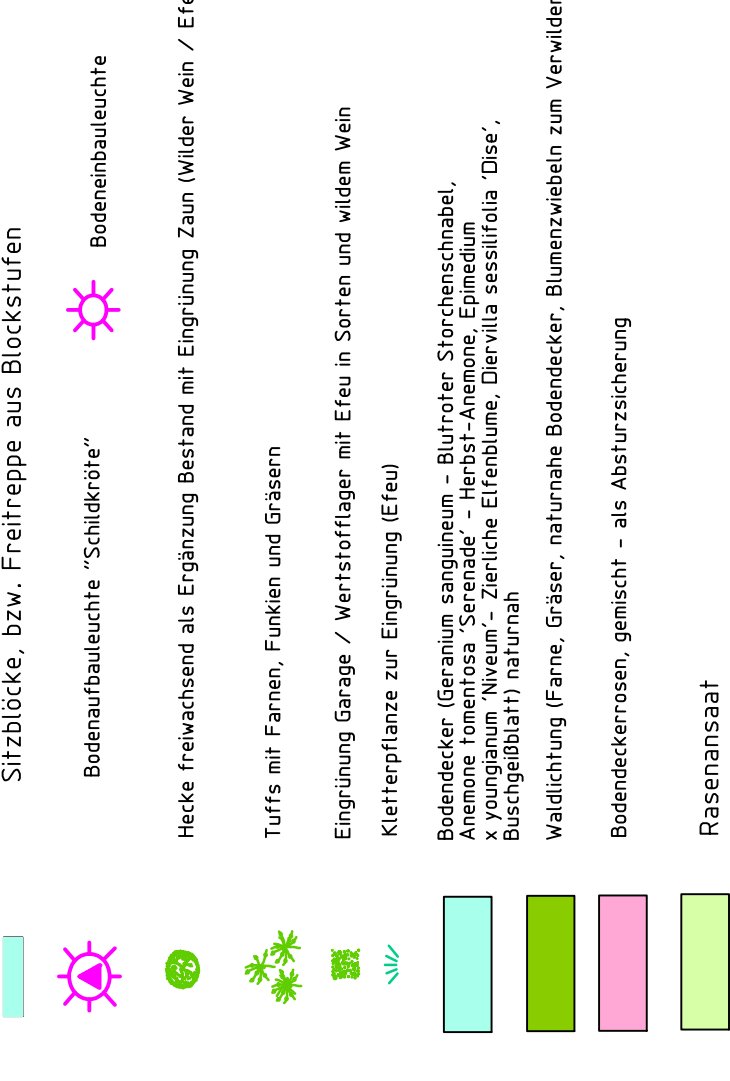 Sitzblöcke, bzw. Freitreppe aus Blockstufen
Bodenaufbauleuchte "Schildkröte"
Bodeneinbauleuchte
Hecke freiwachsend als Ergänzung Bestand mit Eingrünung Zaun (Wilder Wein / Efe
Tuffs mit Farnen, Funkien und Gräsern
Eingrünung Garage / Wertstofflager mit Efeu in Sorten und wildem Wein
Kletterpflanze zur Eingrünung (Efeu)
Bodendecker (Geranium sanguineum - Blutroter Storchenschnabel,
Anemone tomentosa ´Serenade´ - Herbst-Anemone, Epimedium
x youngianum ´Niveum´- Zierliche Elfenblume, Diervilla sessilifolia ´Dise´,
Buschgeißblatt) naturnah
Waldlichtung (Farne, Gräser, naturnahe Bodendecker, Blumenzwiebeln zum Verwilder
Bodendeckerrosen, gemischt - als Absturzsicherung
Rasenansaat